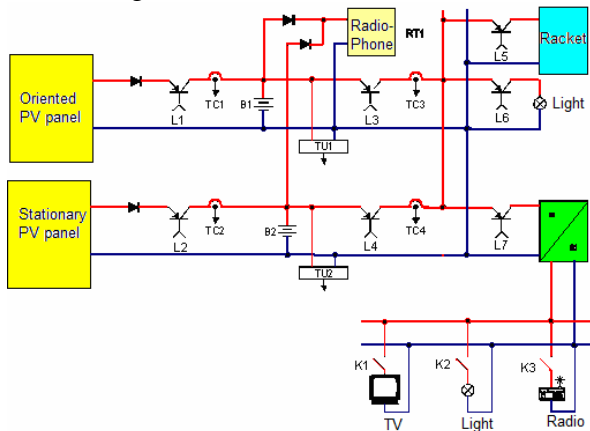 Radio-
Phone
RT1
Racket
L5
Oriented
PV panel
L1
TC1
B1
L3
TC3
L6
Light
TU1
Stationary
PV panel
L2
TC2
B2
L4
TC4
L7
TU2
K1
K2
K3
TV
Light
Radio